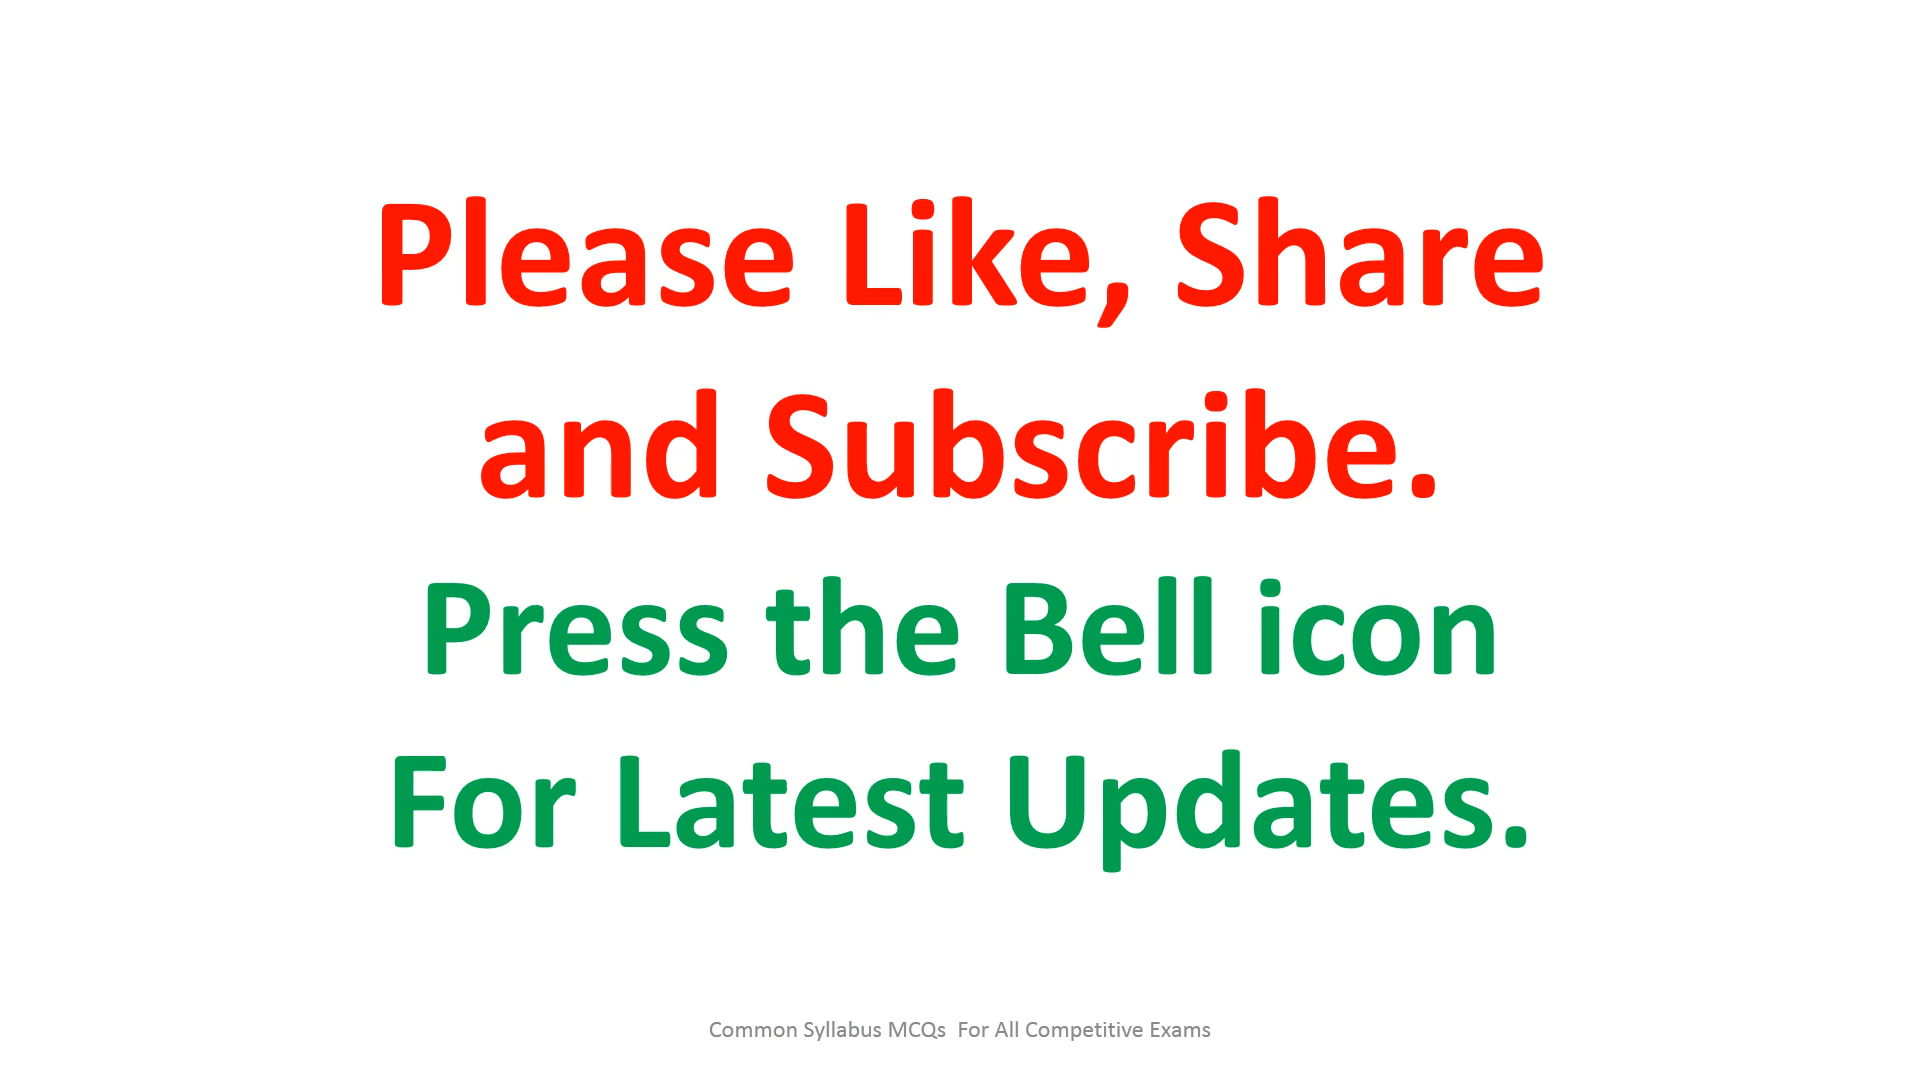 Please Like, Share
and Subscribe.
Press the Bell icon
For Latest Updates.
Common Syllabus MCQs  For All Competitive Exams